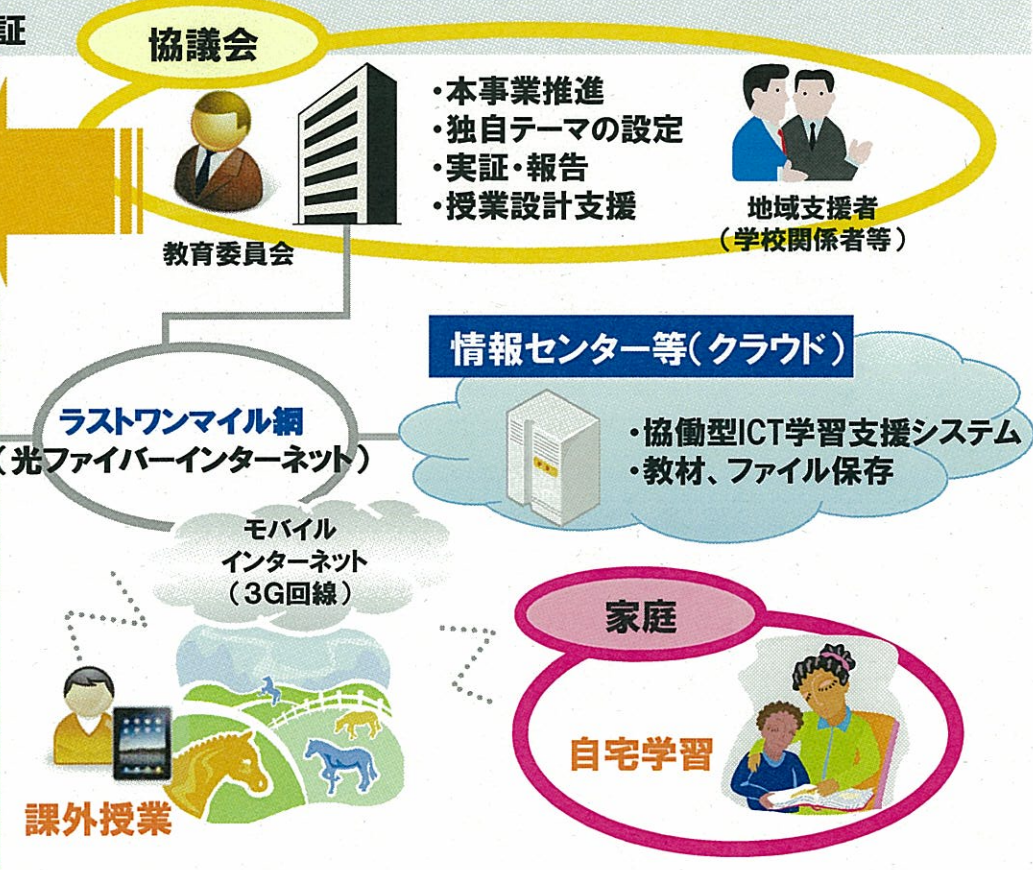 証
協議会
・本事業推進
・独自テーマの設定
・実証・報告
・授業設計支援
教育委員会
地域支援者
（学校関係者等）
情報センター等（クラウド）
・協働型ICT学習支援システム
・教材、ファイル保存
ラストワンマイル網
（光ファイバーインターネット）
モバイル
インターネット
（3G回線）
家庭
自宅学習
課外授業